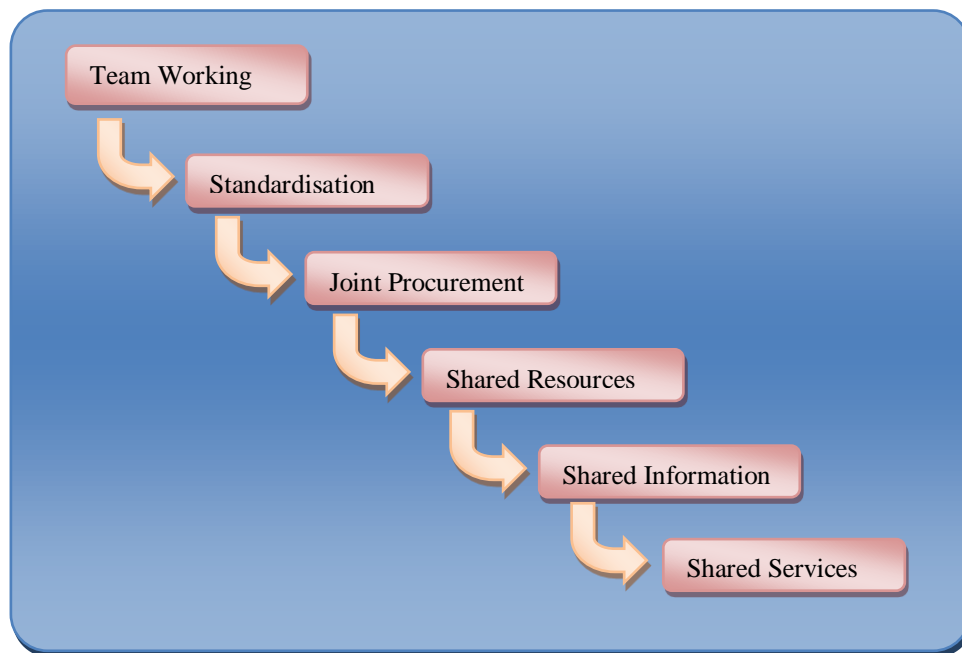 Team Working
Standardisation
Joint Procurement
Shared Resources
Shared Information
Shared Services